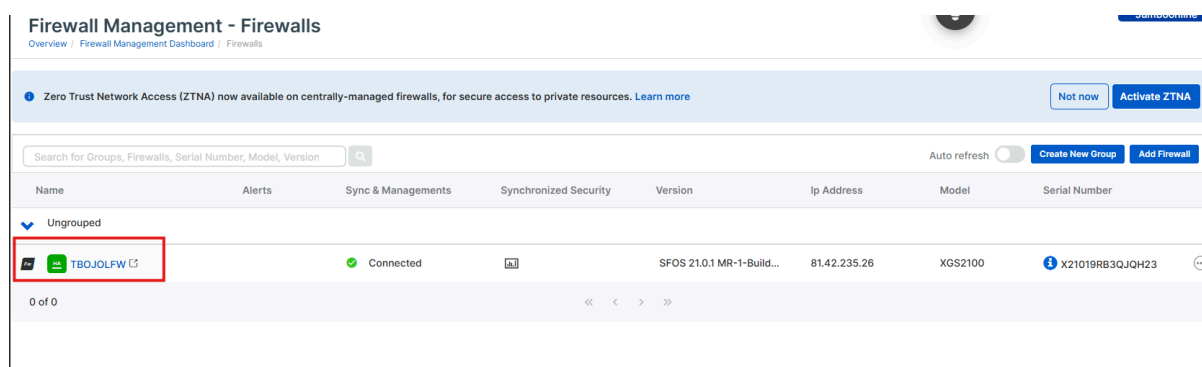 Firewall Management - Firewalls
Overview / Firewall Management Dashboard / Firewalls
Zero Trust Network Access (ZTNA) now available on centrally-managed firewalls, for secure access to private resources. Learn more
Not now
Activate ZTNA
Search for Groups, Firewalls, Serial Number, Model, Version
Auto refresh
Create New Group
Add Firewall
Name Alerts Sync & Managements Synchronized Security Version Ip Address Model Serial Number
Ungrouped
HA TBOJOLFW Connected SFOS 21.0.1 MR-1-Build... 81.42.235.26 XGS2100 X21019RB3QJQH23
0 of 0 « < > »